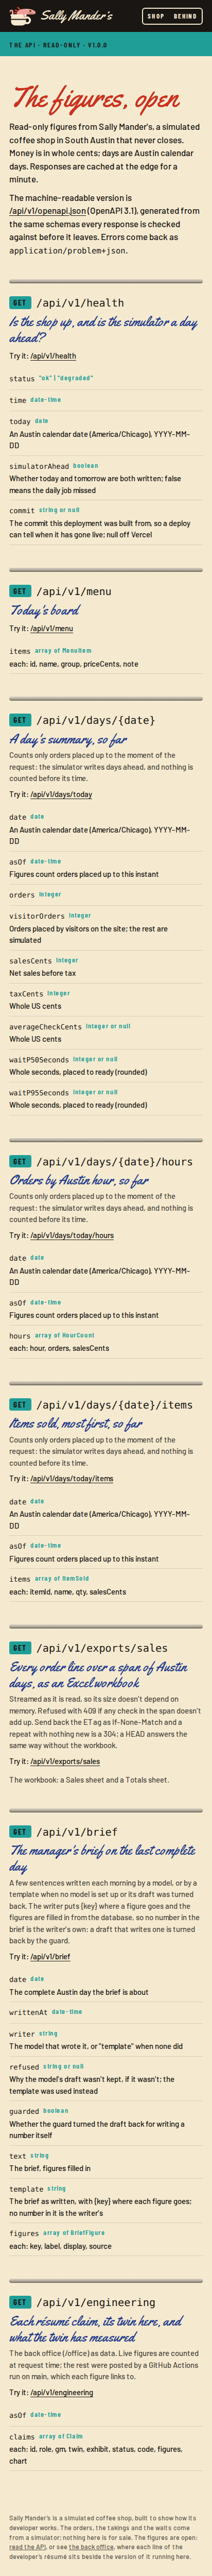 Sally Mander's
SHOP BEHIND
THE API · READ-ONLY · V1.0.0
The figures, open
Read-only figures from Sally Mander's, a simulated
coffee shop in South Austin that never closes.
Money is in whole cents; days are Austin calendar
days. Responses are cached at the edge for a
minute.
The machine-readable version is
/api/v1/openapi.json (OpenAPI 3.1), generated from
the same schemas every response is checked
against before it leaves. Errors come back as
application/problem+json.
GET /api/v1/health
Is the shop up, and is the simulator a day
ahead?
Try it: /api/v1/health
status "ok" | "degraded"
time date-time
today date
An Austin calendar date (America/Chicago), YYYY-MM-
DD
simulatorAhead boolean
Whether today and tomorrow are both written; false
means the daily job missed
commit string or null
The commit this deployment was built from, so a deploy
can tell when it has gone live; null off Vercel
GET /api/v1/menu
Today's board
Try it: /api/v1/menu
items array of MenuItem
each: id, name, group, priceCents, note
GET /api/v1/days/{date}
A day's summary, so far
Counts only orders placed up to the moment of the
request: the simulator writes days ahead, and nothing is
counted before its time.
Try it: /api/v1/days/today
date date
An Austin calendar date (America/Chicago), YYYY-MM-
DD
asOf date-time
Figures count orders placed up to this instant
orders integer
visitorOrders integer
Orders placed by visitors on the site; the rest are
simulated
salesCents integer
Net sales before tax
taxCents integer
Whole US cents
averageCheckCents integer or null
Whole US cents
waitP50Seconds integer or null
Whole seconds, placed to ready (rounded)
waitP95Seconds integer or null
Whole seconds, placed to ready (rounded)
GET /api/v1/days/{date}/hours
Orders by Austin hour, so far
Counts only orders placed up to the moment of the
request: the simulator writes days ahead, and nothing is
counted before its time.
Try it: /api/v1/days/today/hours
date date
An Austin calendar date (America/Chicago), YYYY-MM-
DD
asOf date-time
Figures count orders placed up to this instant
hours array of HourCount
each: hour, orders, salesCents
GET /api/v1/days/{date}/items
Items sold, most first, so far
Counts only orders placed up to the moment of the
request: the simulator writes days ahead, and nothing is
counted before its time.
Try it: /api/v1/days/today/items
date date
An Austin calendar date (America/Chicago), YYYY-MM-
DD
asOf date-time
Figures count orders placed up to this instant
items array of ItemSold
each: itemId, name, qty, salesCents
GET /api/v1/exports/sales
Every order line over a span of Austin
days, as an Excel workbook
Streamed as it is read, so its size doesn't depend on
memory. Refused with 409 if any check in the span doesn't
add up. Send back the ETag as If-None-Match and a
repeat with nothing new is a 304; a HEAD answers the
same way without the workbook.
Try it: /api/v1/exports/sales
The workbook: a Sales sheet and a Totals sheet.
GET /api/v1/brief
The manager's brief on the last complete
day
A few sentences written each morning by a model, or by a
template when no model is set up or its draft was turned
back. The writer puts {key} where a figure goes and the
figures are filled in from the database, so no number in the
brief is the writer's own; a draft that writes one is turned
back by the guard.
Try it: /api/v1/brief
date date
The complete Austin day the brief is about
writtenAt date-time
writer string
The model that wrote it, or "template" when none did
refused string or null
Why the model's draft wasn't kept, if it wasn't; the
template was used instead
guarded boolean
Whether the guard turned the draft back for writing a
number itself
text string
The brief, figures filled in
template string
The brief as written, with {key} where each figure goes;
no number in it is the writer's
figures array of BriefFigure
each: key, label, display, source
GET /api/v1/engineering
Each résumé claim, its twin here, and
what the twin has measured
The back office (/office) as data. Live figures are counted
at request time; the rest were posted by a GitHub Actions
run on main, which each figure links to.
Try it: /api/v1/engineering
asOf date-time
claims array of Claim
each: id, role, gm, twin, exhibit, status, code, figures,
chart
Sally Mander's is a simulated coffee shop, built to show how its
developer works. The orders, the takings and the waits come
from a simulator; nothing here is for sale. The figures are open:
read the API, or see the back office, where each line of the
developer's résumé sits beside the version of it running here.